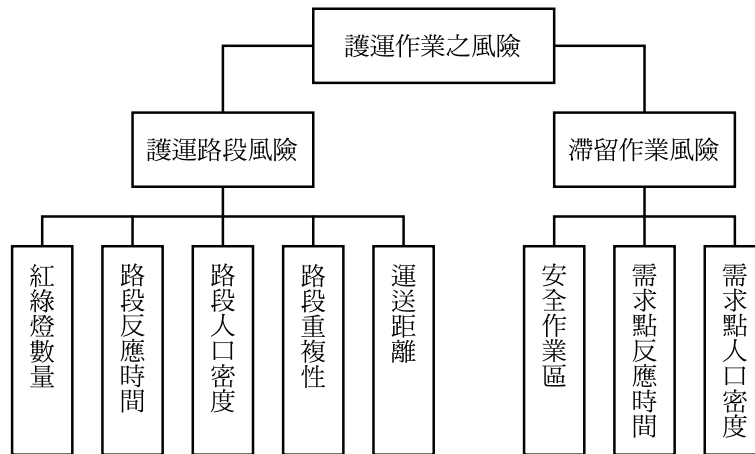 護運作業之風險
護運路段風險
滯留作業風險
紅綠燈數量
路段反應時間
路段人口密度
路段重複性
運送距離
安全作業區
需求點反應時間
需求點人口密度